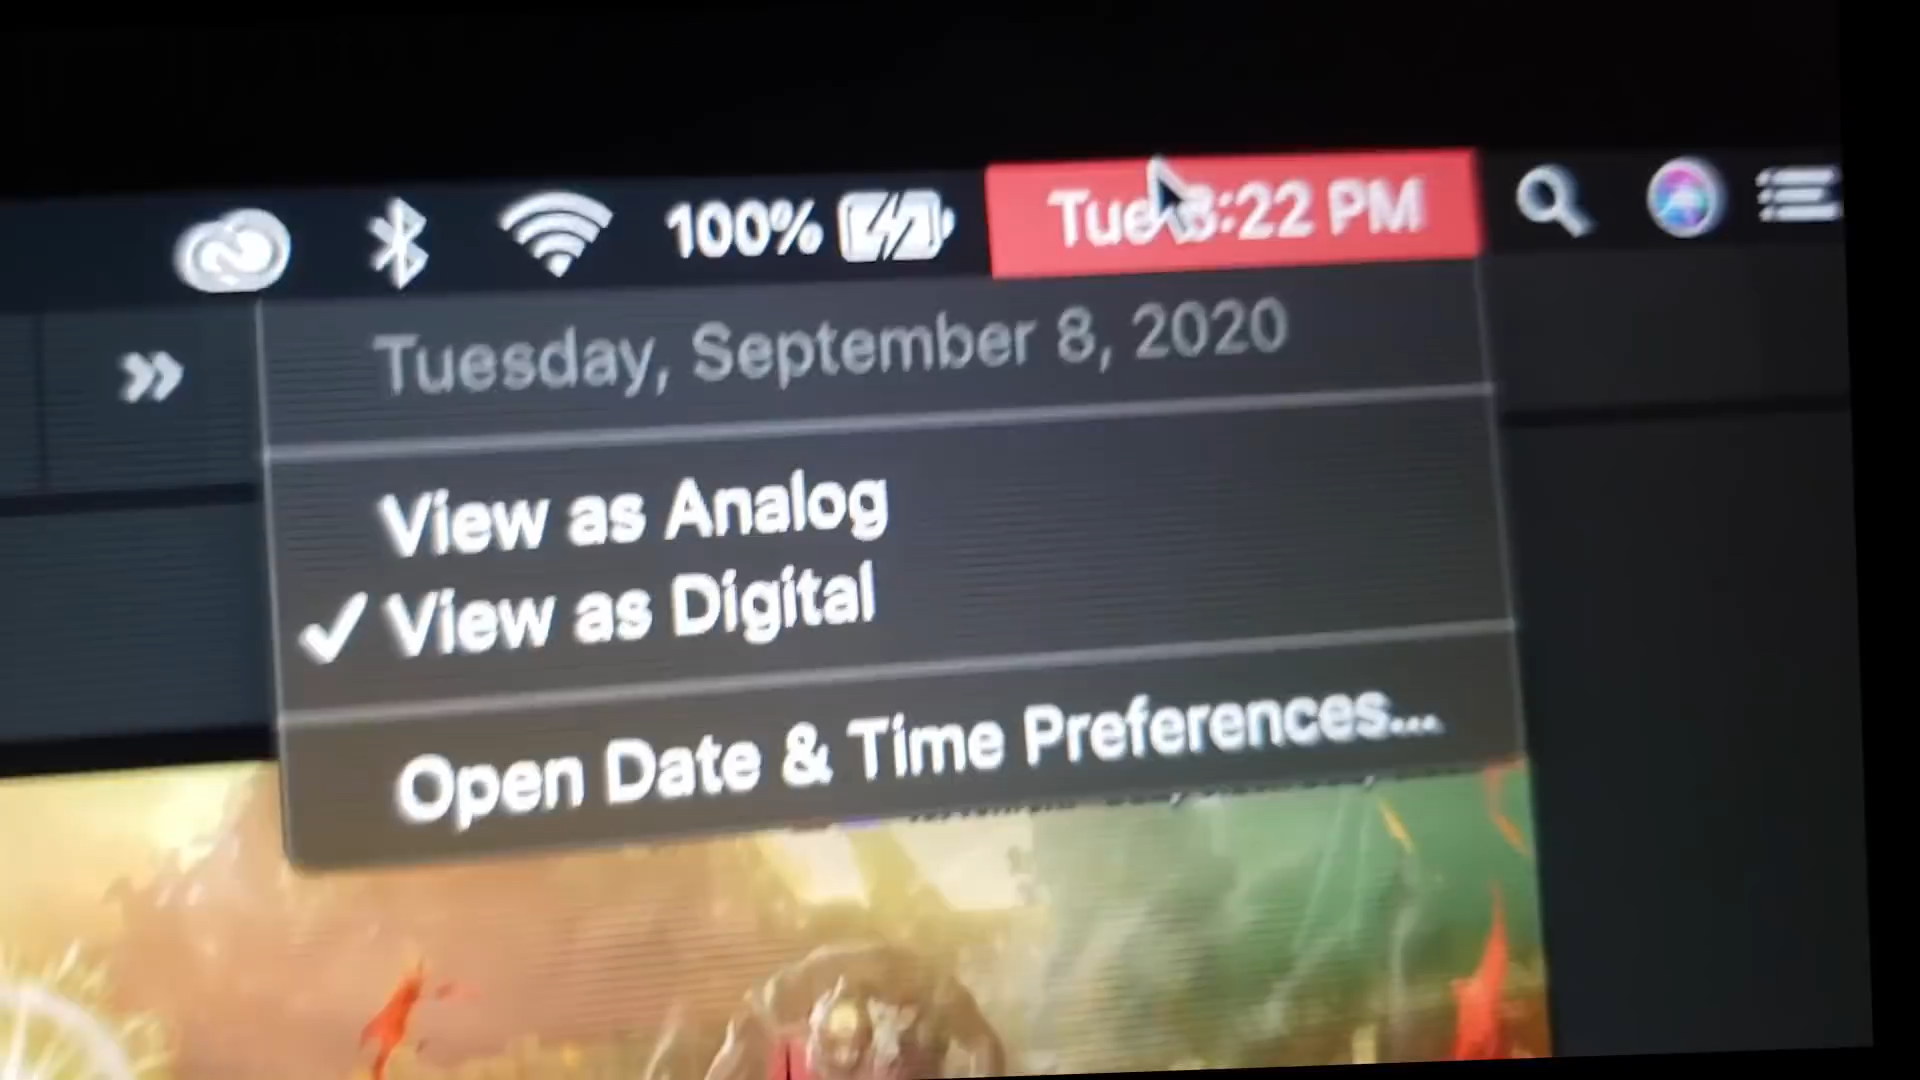 100% Tue :22 PM
Tuesday, September 8, 2020
View as Analog
View as Digital
Open Date & Time Preferences...